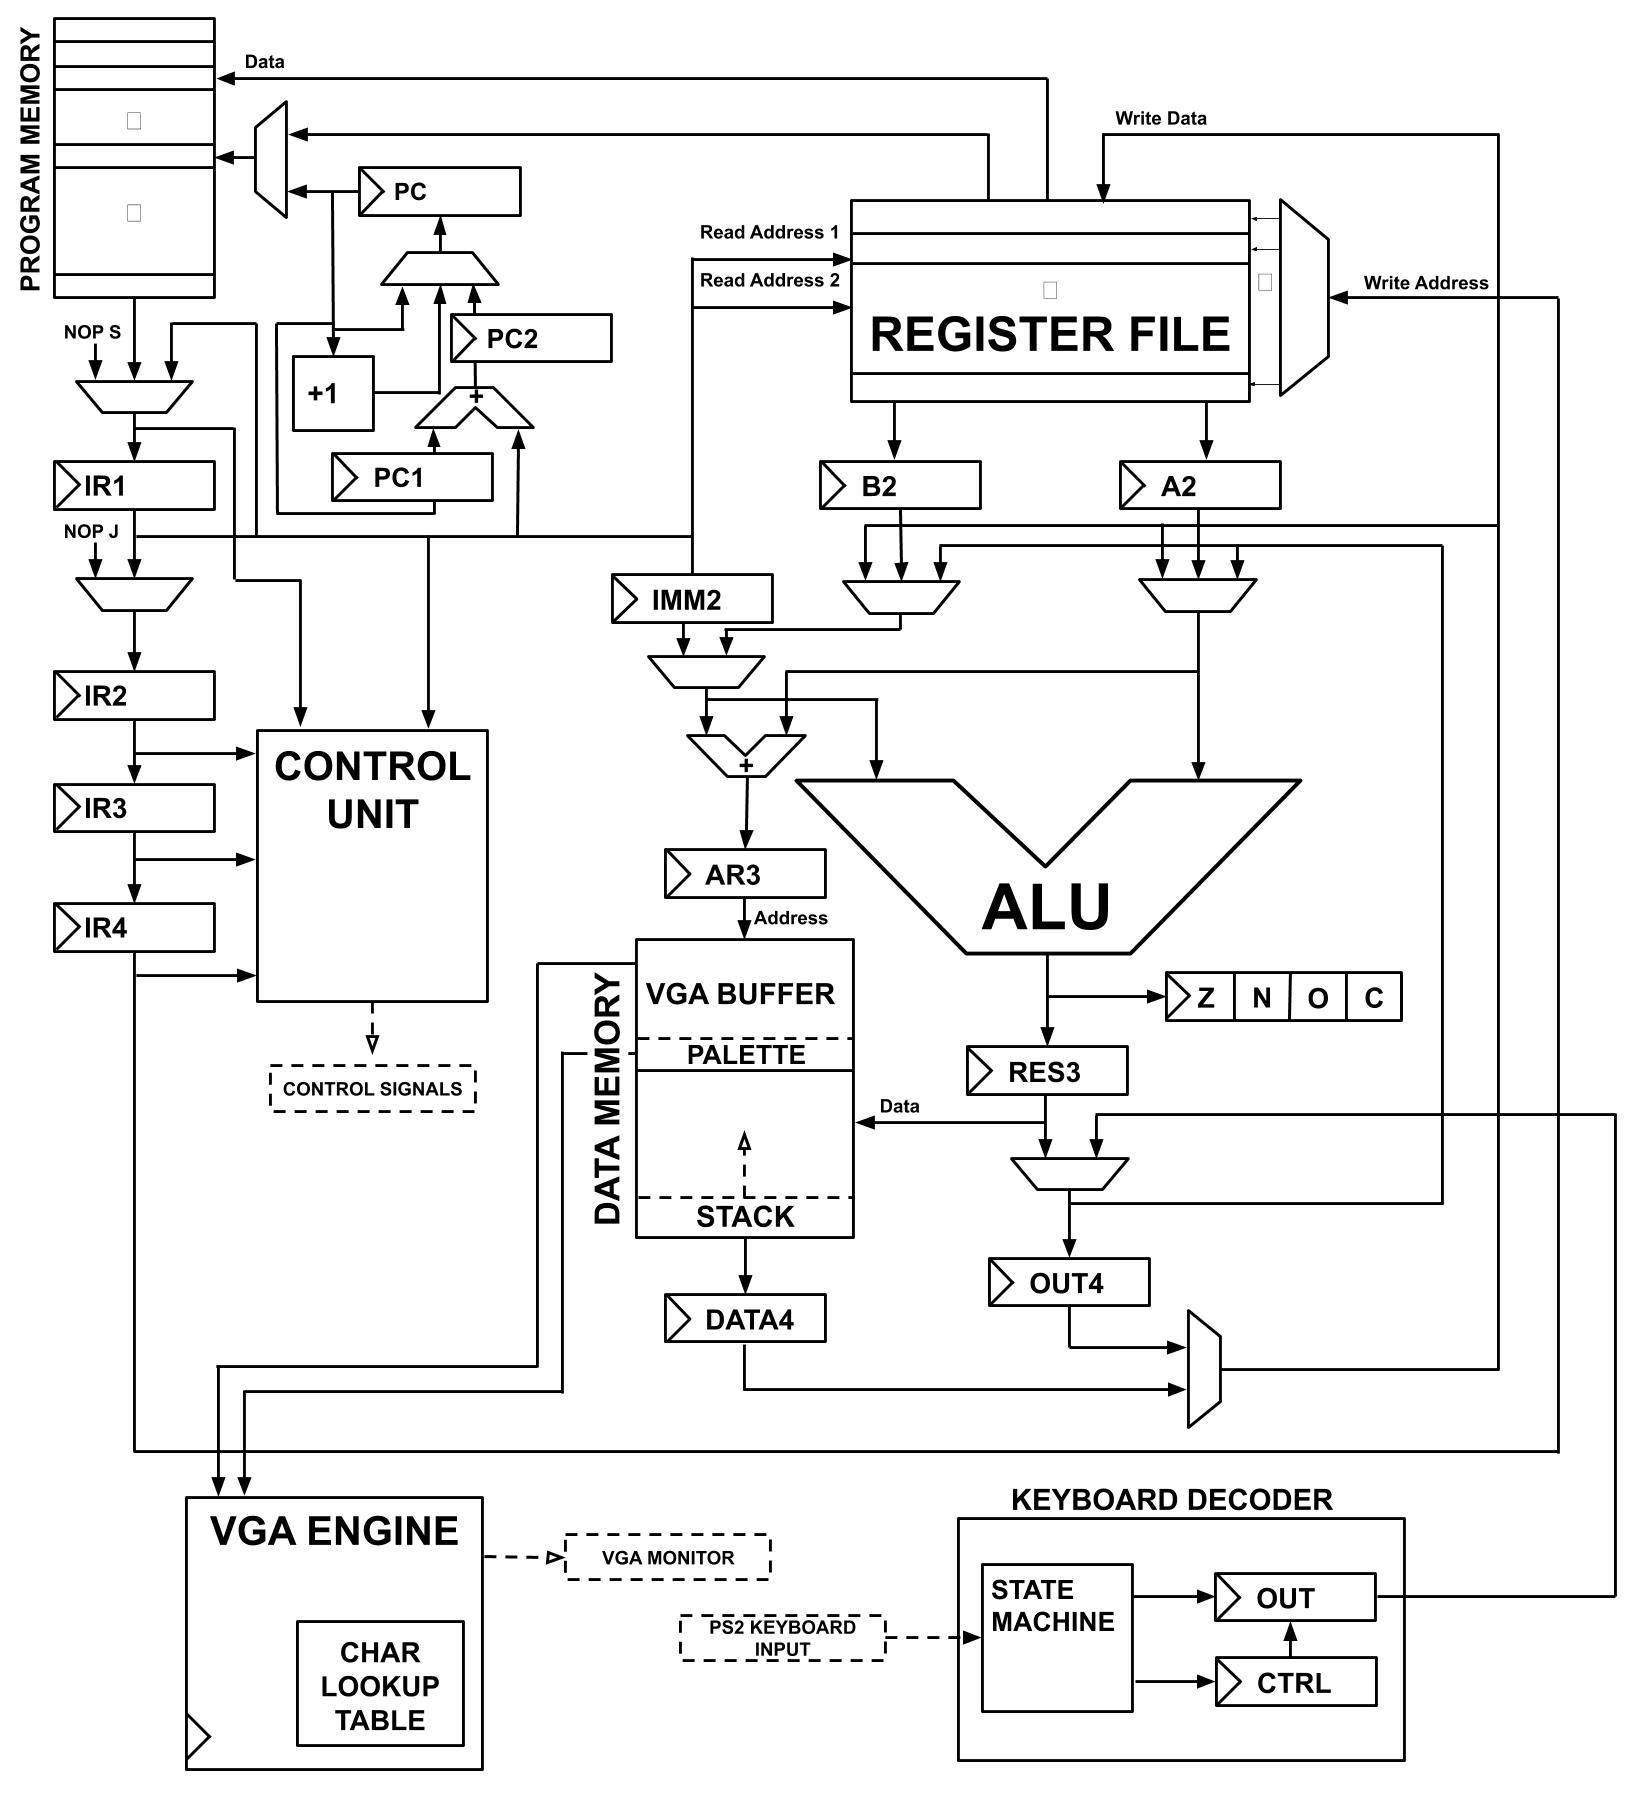 PROGRAM MEMORY
Data
Write Data
PC
Read Address 1
Read Address 2
Write Address
NOP S
PC2
REGISTER FILE
+1
+
PC1
IR1
B2
A2
NOP J
IMM2
IR2
CONTROL
UNIT
+
IR3
AR3
ALU
IR4
Address
DATA MEMORY
VGA BUFFER
Z N O C
PALETTE
RES3
CONTROL SIGNALS
Data
STACK
OUT4
DATA4
KEYBOARD DECODER
VGA ENGINE
VGA MONITOR
STATE
MACHINE
OUT
PS2 KEYBOARD
INPUT
CHAR
LOOKUP
TABLE
CTRL